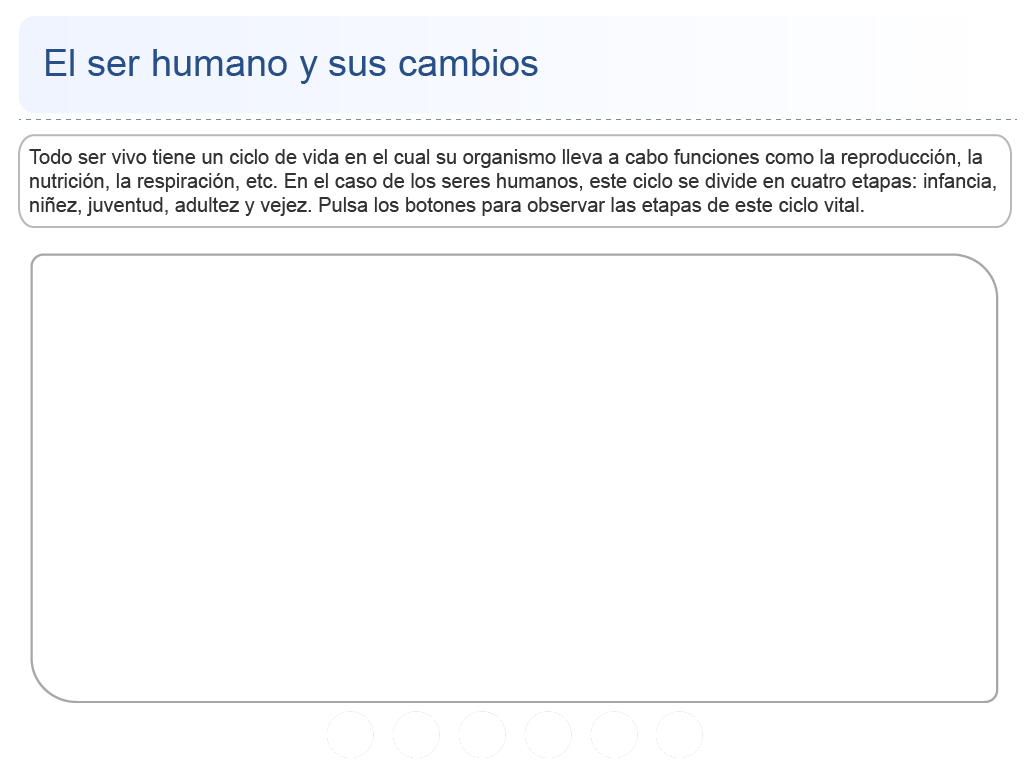 El ser humano y sus cambios
Todo ser vivo tiene un ciclo de vida en el cual su organismo lleva a cabo funciones como la reproducción, la
nutrición, la respiración, etc. En el caso de los seres humanos, este ciclo se divide en cuatro etapas: infancia,
niñez, juventud, adultez y vejez. Pulsa los botones para observar las etapas de este ciclo vital.